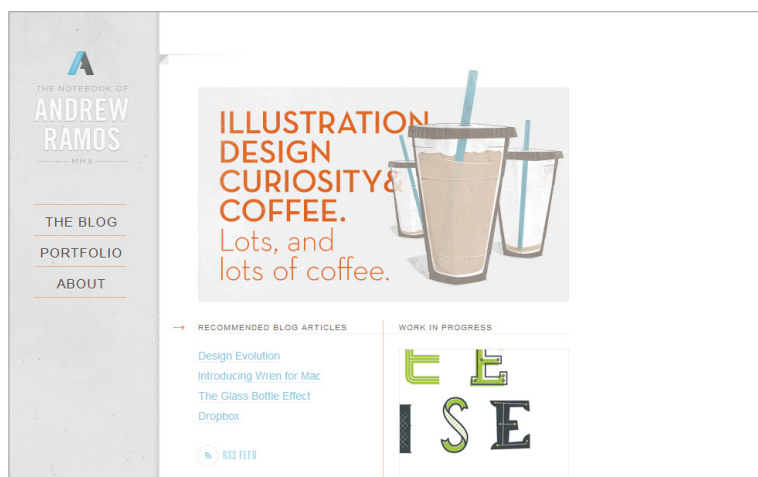 THE NOTEBOOK OF
ANDREW
RAMOS
MMX
THE BLOG
PORTFOLIO
ABOUT
ILLUSTRATION
DESIGN
CURIOSITY&
COFFEE.
Lots, and
lots of coffee.
RECOMMENDED BLOG ARTICLES
Design Evolution
Introducing Wren for Mac
The Glass Bottle Effect
Dropbox
RSS FEED
WORK IN PROGRESS
E E
I S E